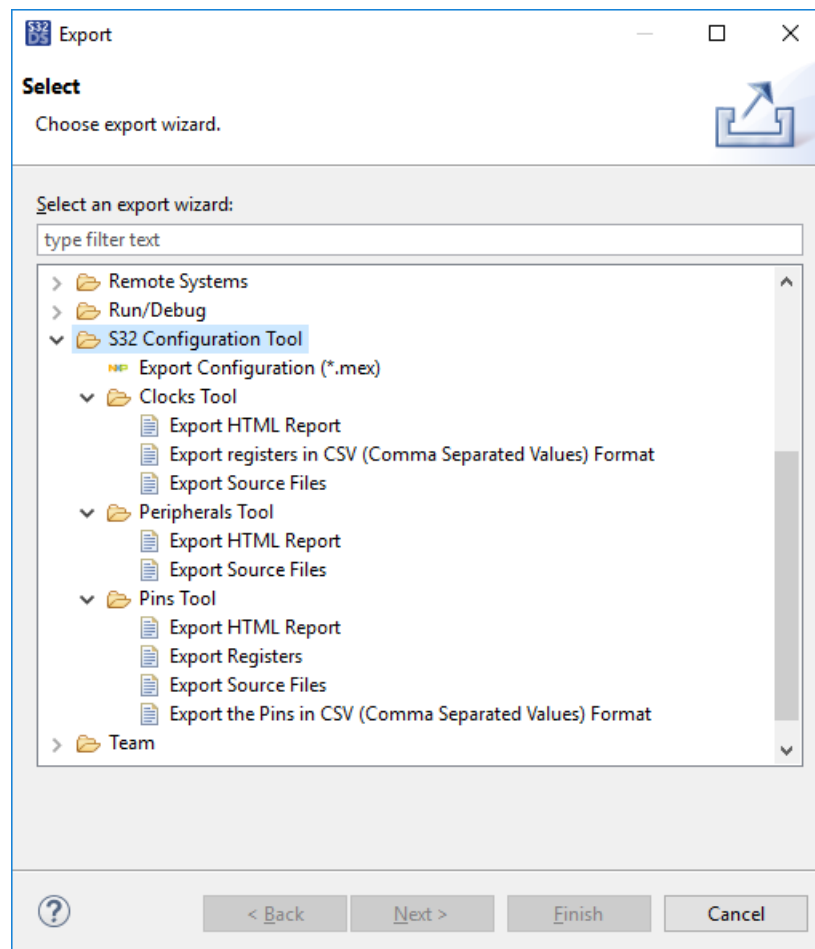 S32 DS Export
Select
Choose export wizard.
Select an export wizard:
type filter text
Remote Systems
Run/Debug
S32 Configuration Tool
NXP Export Configuration (*.mex)
Clocks Tool
Export HTML Report
Export registers in CSV (Comma Separated Values) Format
Export Source Files
Peripherals Tool
Export HTML Report
Export Source Files
Pins Tool
Export HTML Report
Export Registers
Export Source Files
Export the Pins in CSV (Comma Separated Values) Format
Team
? < Back Next > Finish Cancel